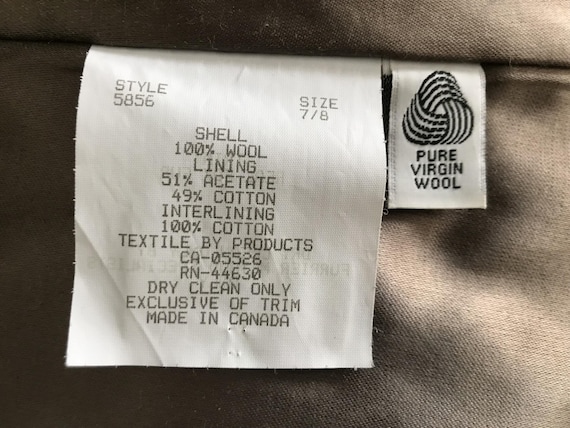 STYLE
5856
SIZE
7/8
SHELL
100% WOOL
LINING
51% ACETATE
49% COTTON
INTERLINING
100% COTTON
TEXTILE BY PRODUCTS
CA-05526
RN-44630
DRY CLEAN ONLY
EXCLUSIVE OF TRIM
MADE IN CANADA
PURE
VIRGIN
WOOL